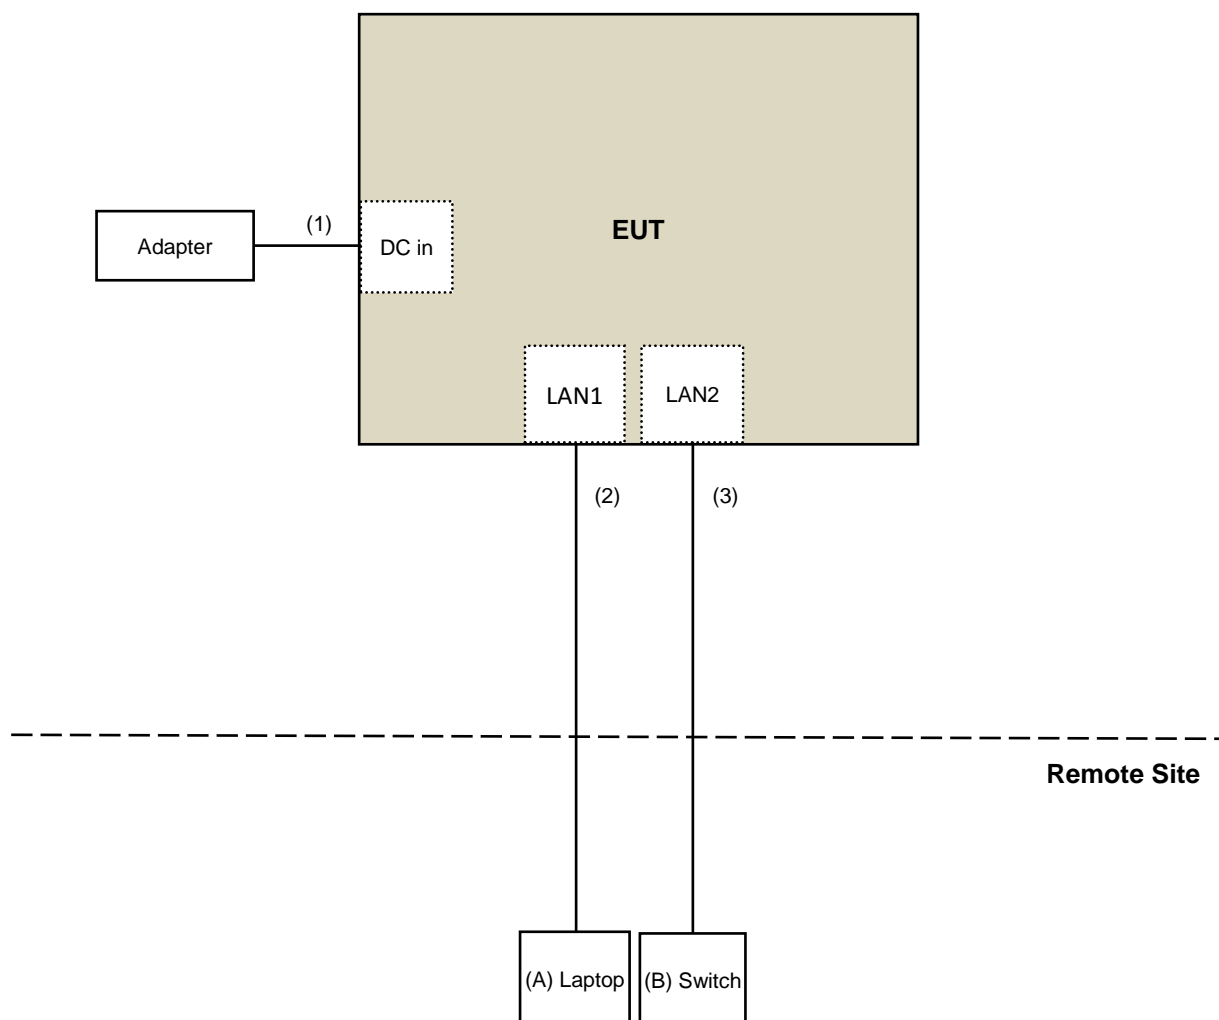 EUT
(1)
Adapter
DC in
LAN1
LAN2
(2)
(3)
Remote Site
(A) Laptop
(B) Switch